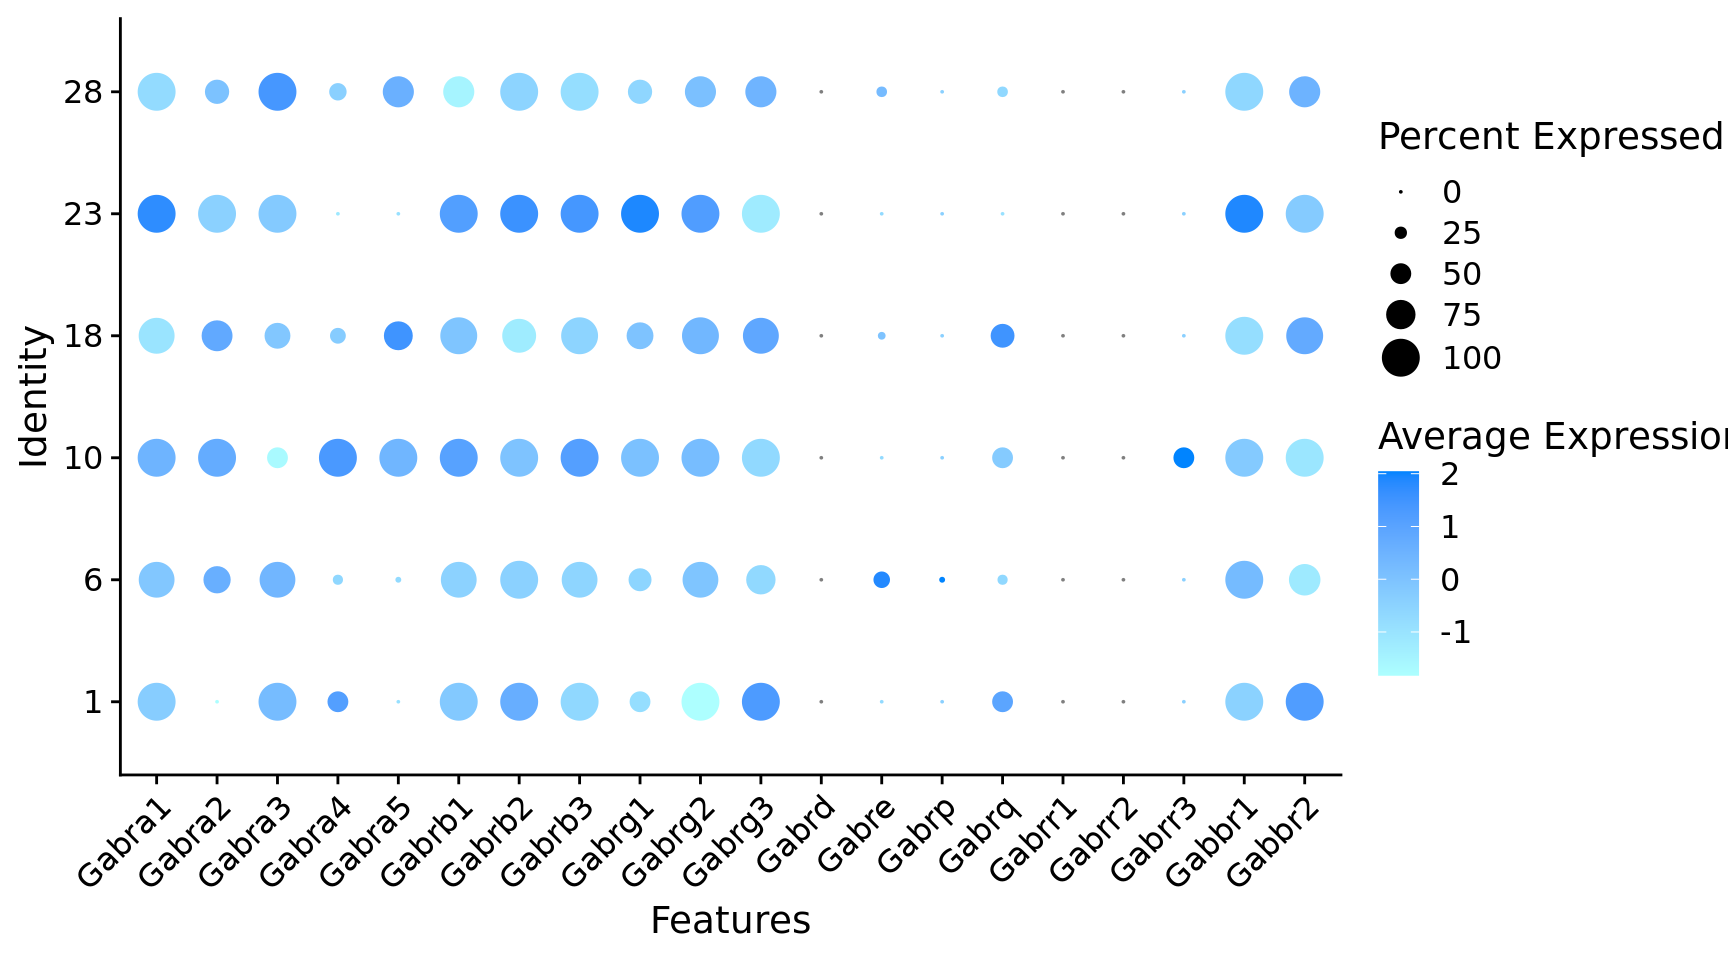 28
23
18
10
6
1
Identity
Gabra1
Gabra2
Gabra3
Gabra4
Gabra5
Gabrb1
Gabrb2
Gabrb3
Gabrg1
Gabrg2
Gabrg3
Gabrd
Gabre
Gabrp
Gabrq
Gabrr1
Gabrr2
Gabrr3
Gabbr1
Gabbr2
Features
Percent Expressed
0
25
50
75
100
Average Expression
2
1
0
-1